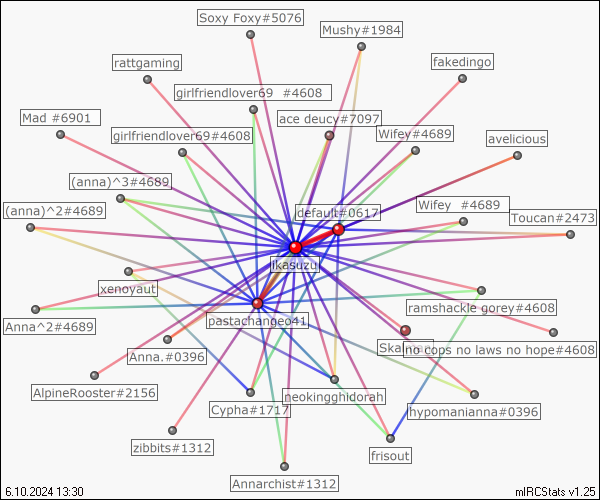 Soxy Foxy#5076
Mushy#1984
rattgaming
fakedingo
girlfriendlover69 #4608
Mad #6901
ace deucy#7097
girlfriendlover69#4608
Wifey#4689
avelicious
(anna)^3#4689
(anna)^2#4689
default#0617
Wifey #4689
Toucan#2473
ikasuzu
xenoyaut
ramshackle gorey#4608
Anna^2#4689
pastachangeo41
Anna.#0396
no cops no laws no hope#4608
AlpineRooster#2156
neokingghidorah
Cypha#1717
hypomanianna#0396
zibbits#1312
frisout
Annarchist#1312
6.10.2024 13:30
mIRCStats v1.25